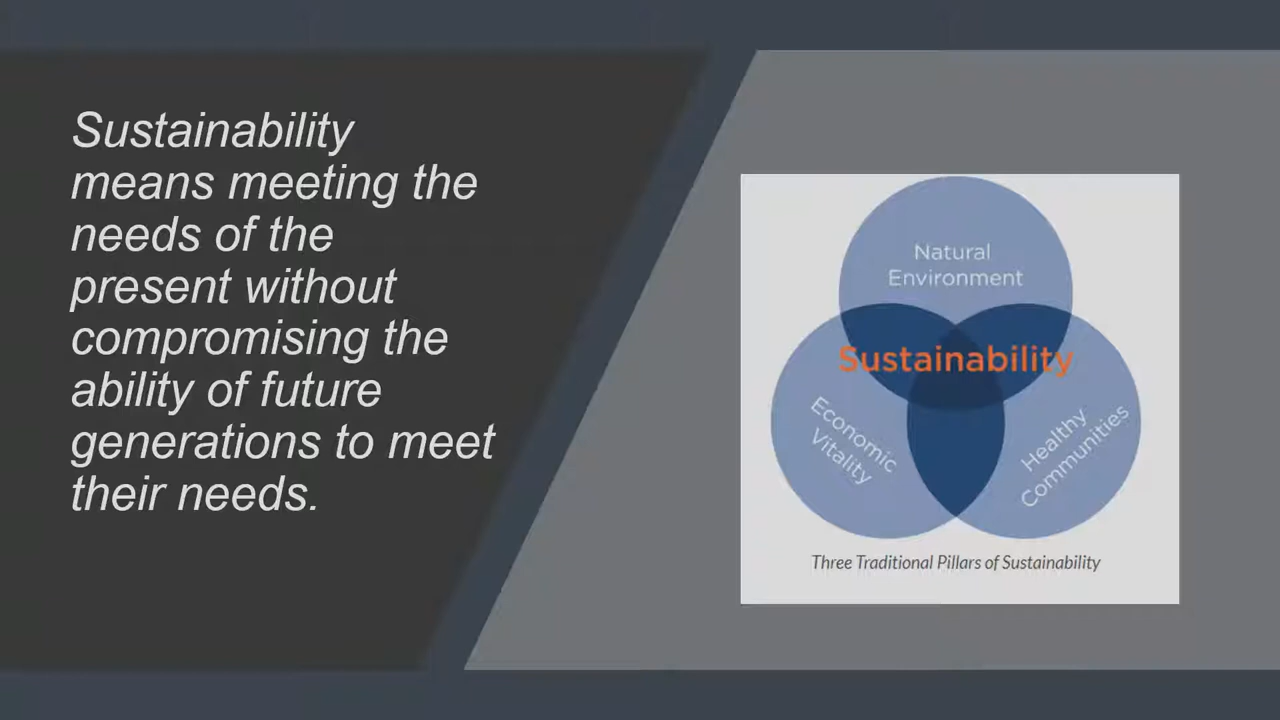 Sustainability
means meeting the
needs of the
present without
compromising the
ability of future
generations to meet
their needs.
Natural
Environment
Sustainability
Economic
Vitality
Healthy
Communities
Three Traditional Pillars of Sustainability